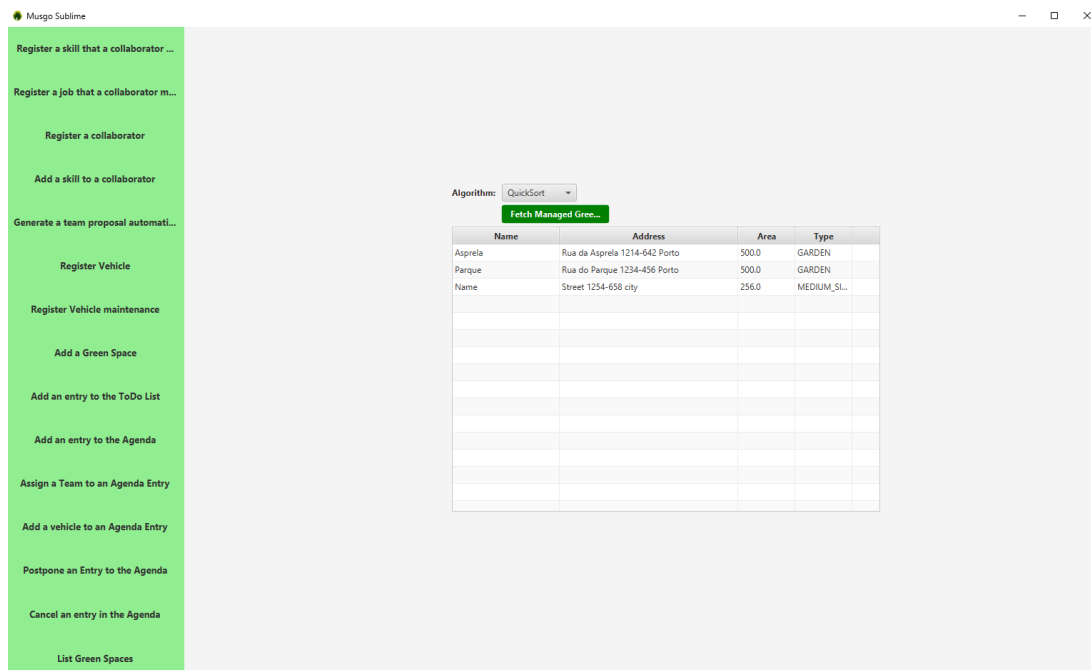 Musgo Sublime
Register a skill that a collaborator ...
Register a job that a collaborator m...
Register a collaborator
Add a skill to a collaborator
Generate a team proposal automati...
Register Vehicle
Register Vehicle maintenance
Add a Green Space
Add an entry to the ToDo List
Add an entry to the Agenda
Assign a Team to an Agenda Entry
Add a vehicle to an Agenda Entry
Postpone an Entry to the Agenda
Cancel an entry in the Agenda
List Green Spaces
Algorithm: QuickSort
Fetch Managed Gree...
Name Address Area Type
Asprela Rua da Asprela 1214-642 Porto 500.0 GARDEN
Parque Rua do Parque 1234-456 Porto 500.0 GARDEN
Name Street 1254-658 city 256.0 MEDIUM_SI...